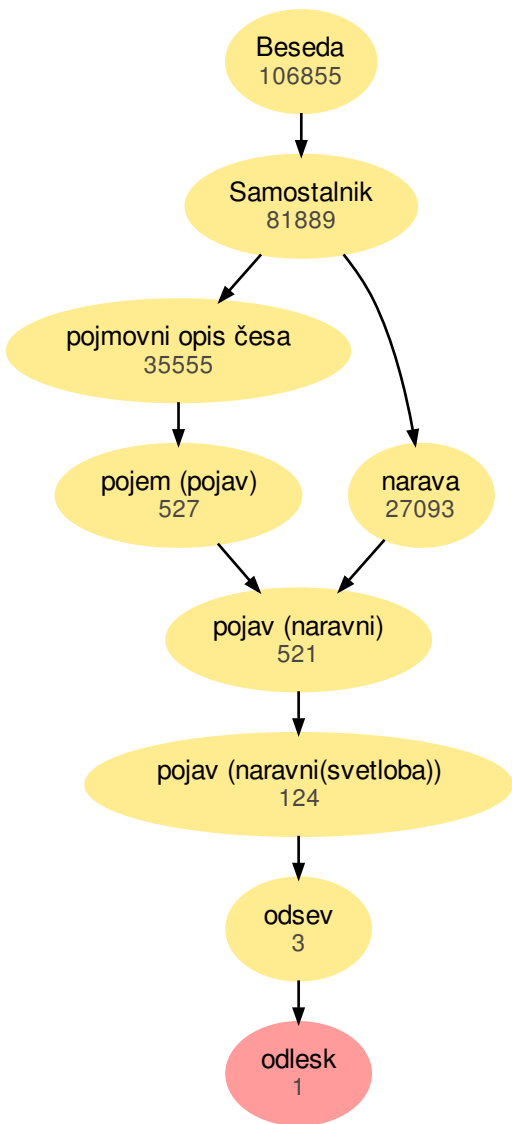 Beseda
106855
Samostalnik
81889
pojmovni opis česa
35555
pojem (pojav)
527
narava
27093
pojav (naravni)
521
pojav (naravni(svetloba))
124
odsev
3
odlesk
1